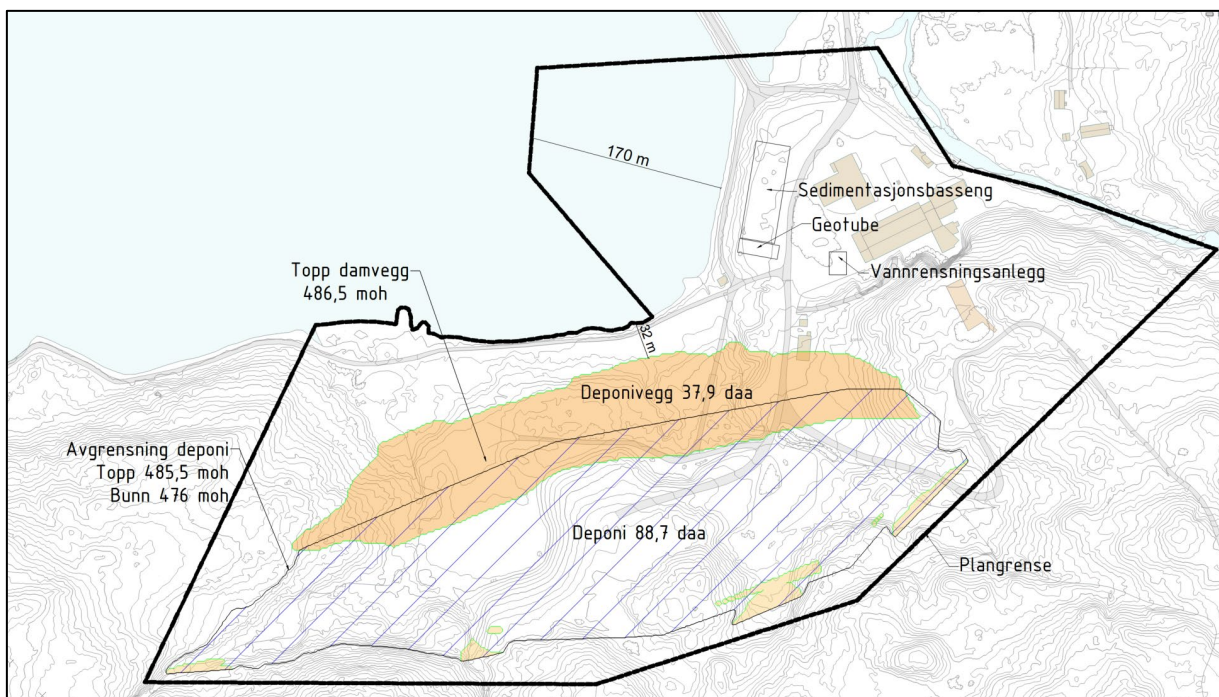 170 m
Sedimentasjonsbasseng
Geotube
Vannrensningsanlegg
Topp damvegg
486,5 moh
32 m
Deponivegg 37,9 daa
Avgrensning deponi
Topp 485,5 moh
Bunn 476 moh
Deponi 88,7 daa
Plangrense